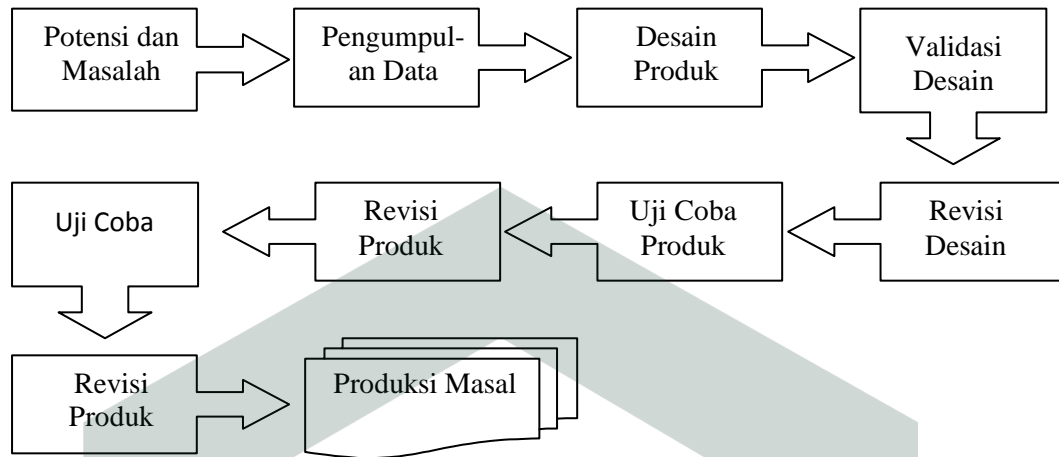 Potensi dan
Masalah
Pengumpul-
an Data
Desain
Produk
Validasi
Desain
Revisi
Desain
Uji Coba
Produk
Revisi
Produk
Uji Coba
Revisi
Produk
Produksi Masal